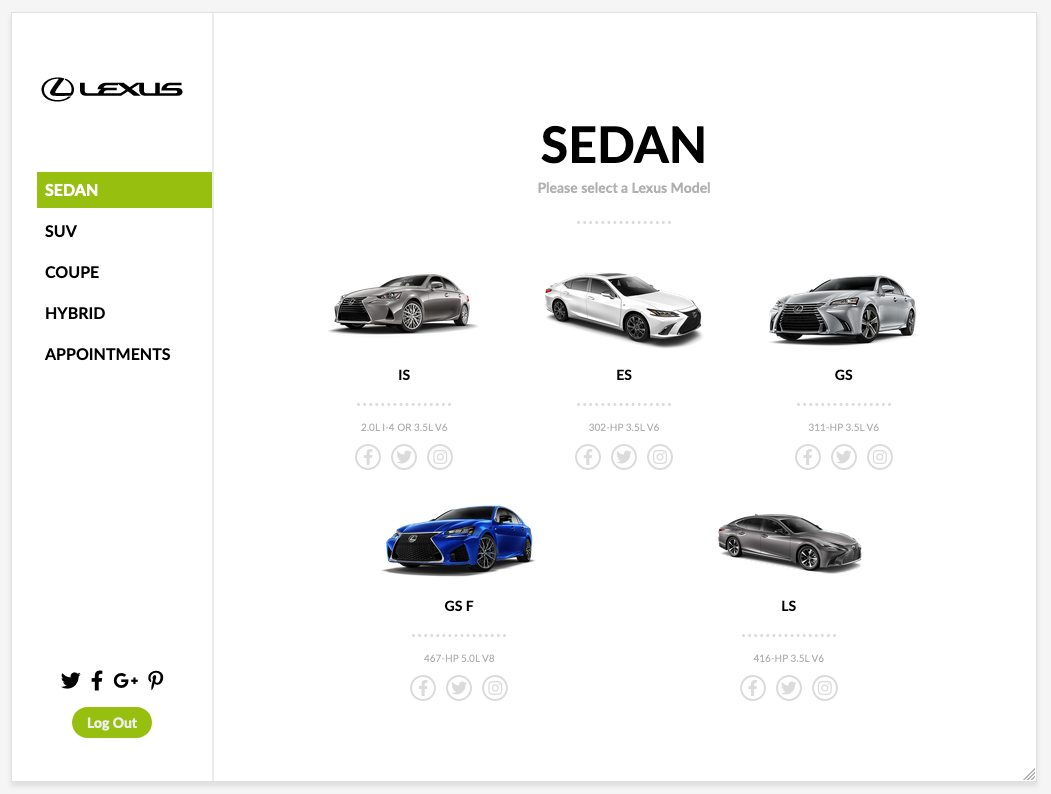 LEXUS
SEDAN
SUV
COUPE
HYBRID
APPOINTMENTS
G+
Log Out
SEDAN
Please select a Lexus Model
IS
2.0L I-4 OR 3.5L V6
ES
302-HP 3.5L V6
GS
311-HP 3.5L V6
GS F
467-HP 5.0L V8
LS
416-HP 3.5L V6